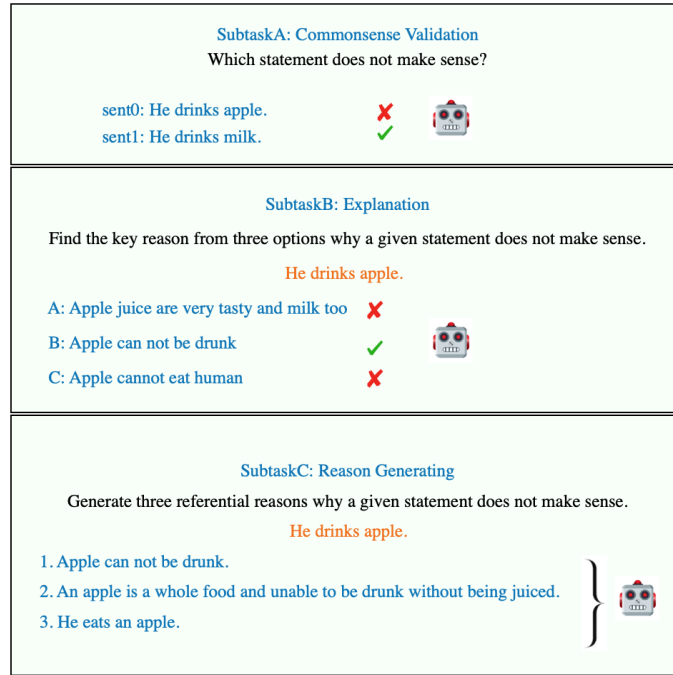 SubtaskA: Commonsense Validation
Which statement does not make sense?
sent0: He drinks apple.
sent1: He drinks milk.
SubtaskB: Explanation
Find the key reason from three options why a given statement does not make sense.
He drinks apple.
A: Apple juice are very tasty and milk too
B: Apple can not be drunk
C: Apple cannot eat human
SubtaskC: Reason Generating
Generate three referential reasons why a given statement does not make sense.
He drinks apple.
1. Apple can not be drunk.
2. An apple is a whole food and unable to be drunk without being juiced.
3. He eats an apple.